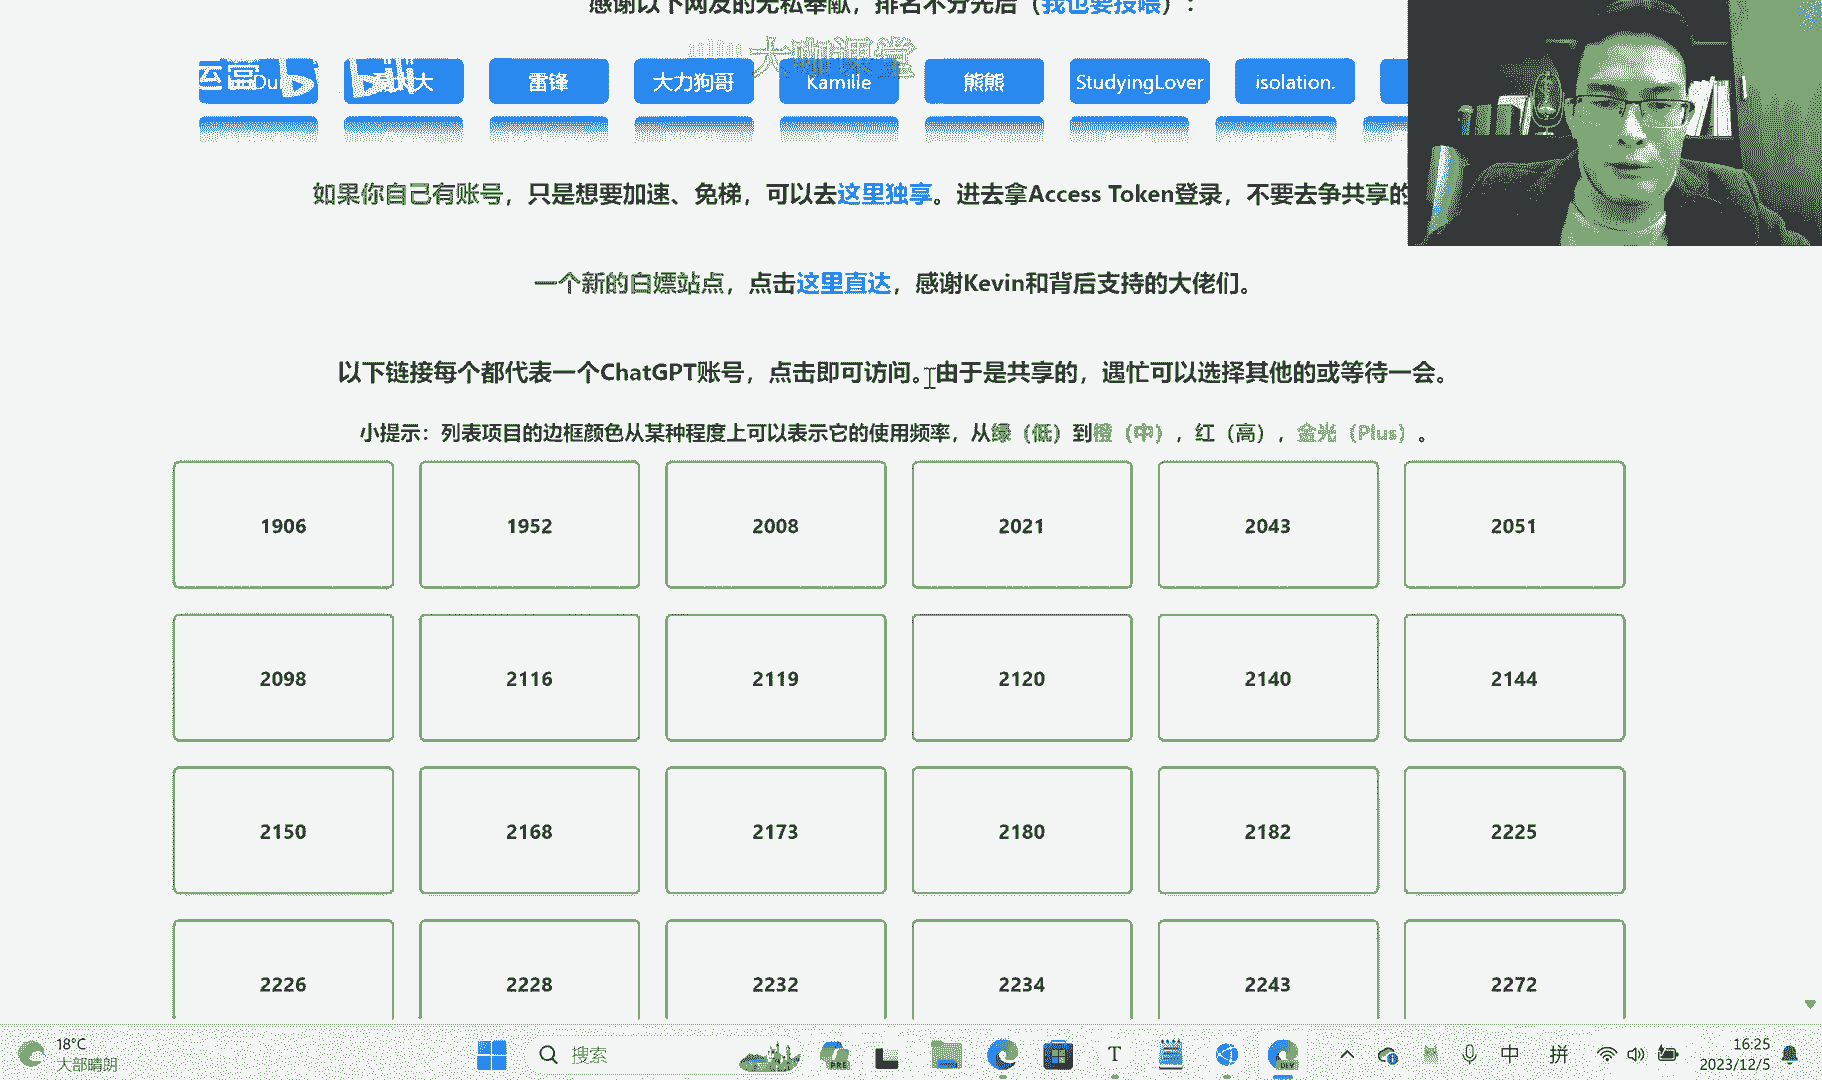 感谢以下网友的无私奉献，排名不分先后（我也要投喂）：
大咖课堂
大
雷锋
大力狗哥
Kamille
熊熊
StudyingLover
isolation.
如果你自己有账号，只是想要加速、免梯，可以去这里独享。进去拿Access Token登录，不要去争共享的
一个新的白嫖站点，点击这里直达，感谢Kevin和背后支持的大佬们。
以下链接每个都代表一个ChatGPT账号，点击即可访问。由于是共享的，遇忙可以选择其他的或等待一会。
小提示：列表项目的边框颜色从某种程度上可以表示它的使用频率，从绿（低）到橙（中），红（高），金光（Plus）。
1906
1952
2008
2021
2043
2051
2098
2116
2119
2120
2140
2144
2150
2168
2173
2180
2182
2225
2226
2228
2232
2234
2243
2272
18°C
大部晴朗
搜索
PRE
T
DEV
中
拼
16:25
2023/12/5